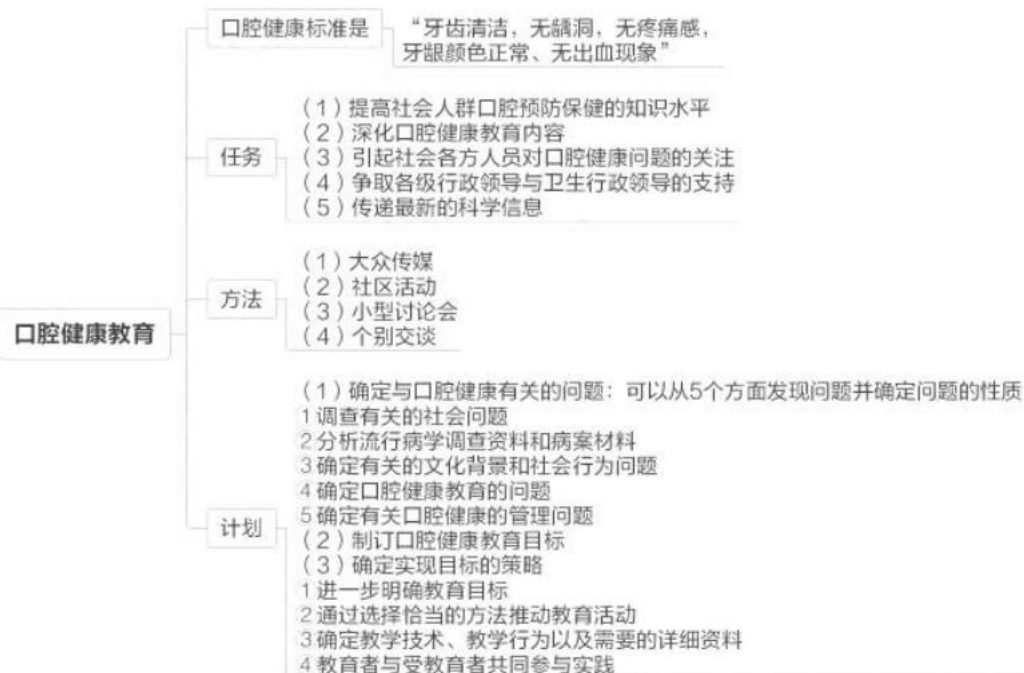 口腔健康标准是
“牙齿清洁，无龋洞，无疼痛感，
牙龈颜色正常、无出血现象”
任务
（1）提高社会人群口腔预防保健的知识水平
（2）深化口腔健康教育内容
（3）引起社会各方人员对口腔健康问题的关注
（4）争取各级行政领导与卫生行政领导的支持
（5）传递最新的科学信息
方法
（1）大众传媒
（2）社区活动
（3）小型讨论会
（4）个别交谈
口腔健康教育
计划
（1）确定与口腔健康有关的问题：可以从5个方面发现问题并确定问题的性质
①调查有关的社会问题
②分析流行病学调查资料和病案材料
③确定有关的文化背景和社会行为问题
④确定口腔健康教育的问题
⑤确定有关口腔健康的管理问题
（2）制订口腔健康教育目标
（3）确定实现目标的策略
①进一步明确教育目标
②通过选择恰当的方法推动教育活动
③确定教学技术、教学行为以及需要的详细资料
④教育者与受教育者共同参与实践